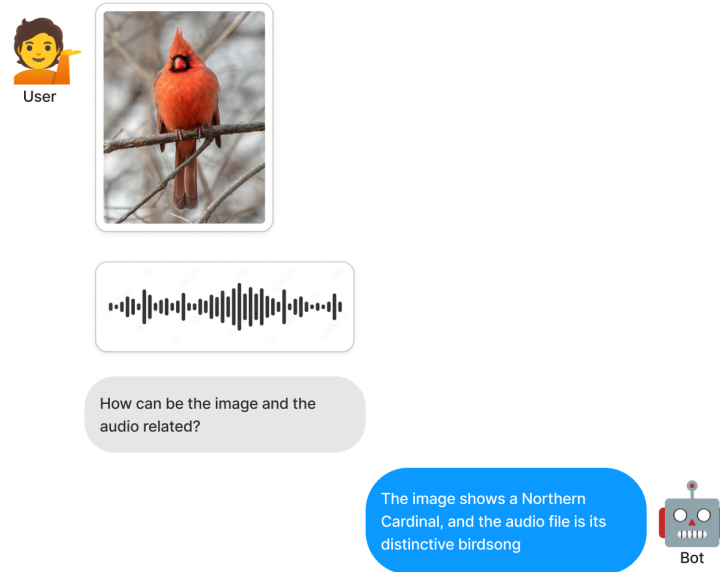 User
How can be the image and the
audio related?
The image shows a Northern
Cardinal, and the audio file is its
distinctive birdsong
Bot